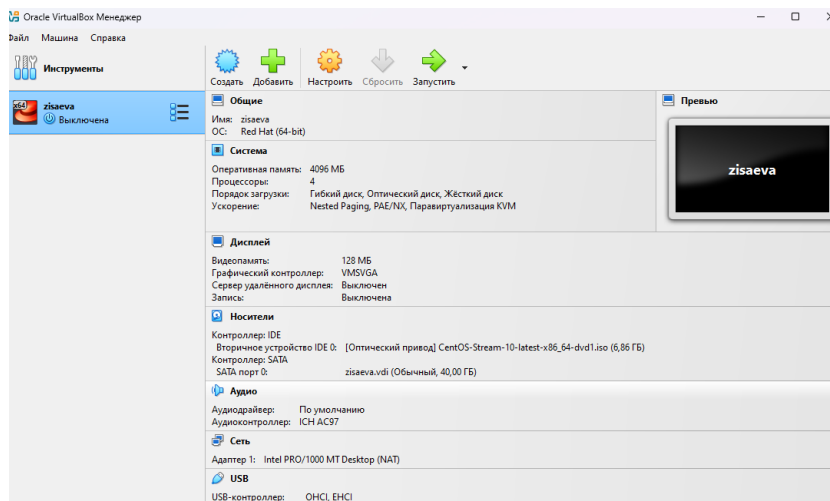 Oracle VirtualBox Менеджер
Файл Машина Справка
Инструменты
Создать Добавить Настроить Сбросить Запустить
x64
zisaeva
Выключена
Общие
Имя: zisaeva
ОС: Red Hat (64-bit)
Превью
zisaeva
Система
Оперативная память: 4096 МБ
Процессоры: 4
Порядок загрузки: Гибкий диск, Оптический диск, Жёсткий диск
Ускорение: Nested Paging, PAE/NX, Паравиртуализация KVM
Дисплей
Видеопамять: 128 МБ
Графический контроллер: VMSVGA
Сервер удалённого дисплея: Выключен
Запись: Выключена
Носители
Контроллер: IDE
Вторичное устройство IDE 0: [Оптический привод] CentOS-Stream-10-latest-x86_64-dvd1.iso (6,86 ГБ)
Контроллер: SATA
SATA порт 0: zisaeva.vdi (Обычный, 40,00 ГБ)
Аудио
Аудиодрайвер: По умолчанию
Аудиоконтроллер: ICH AC97
Сеть
Адаптер 1: Intel PRO/1000 MT Desktop (NAT)
USB
USB-контроллер: OHCI, EHCI